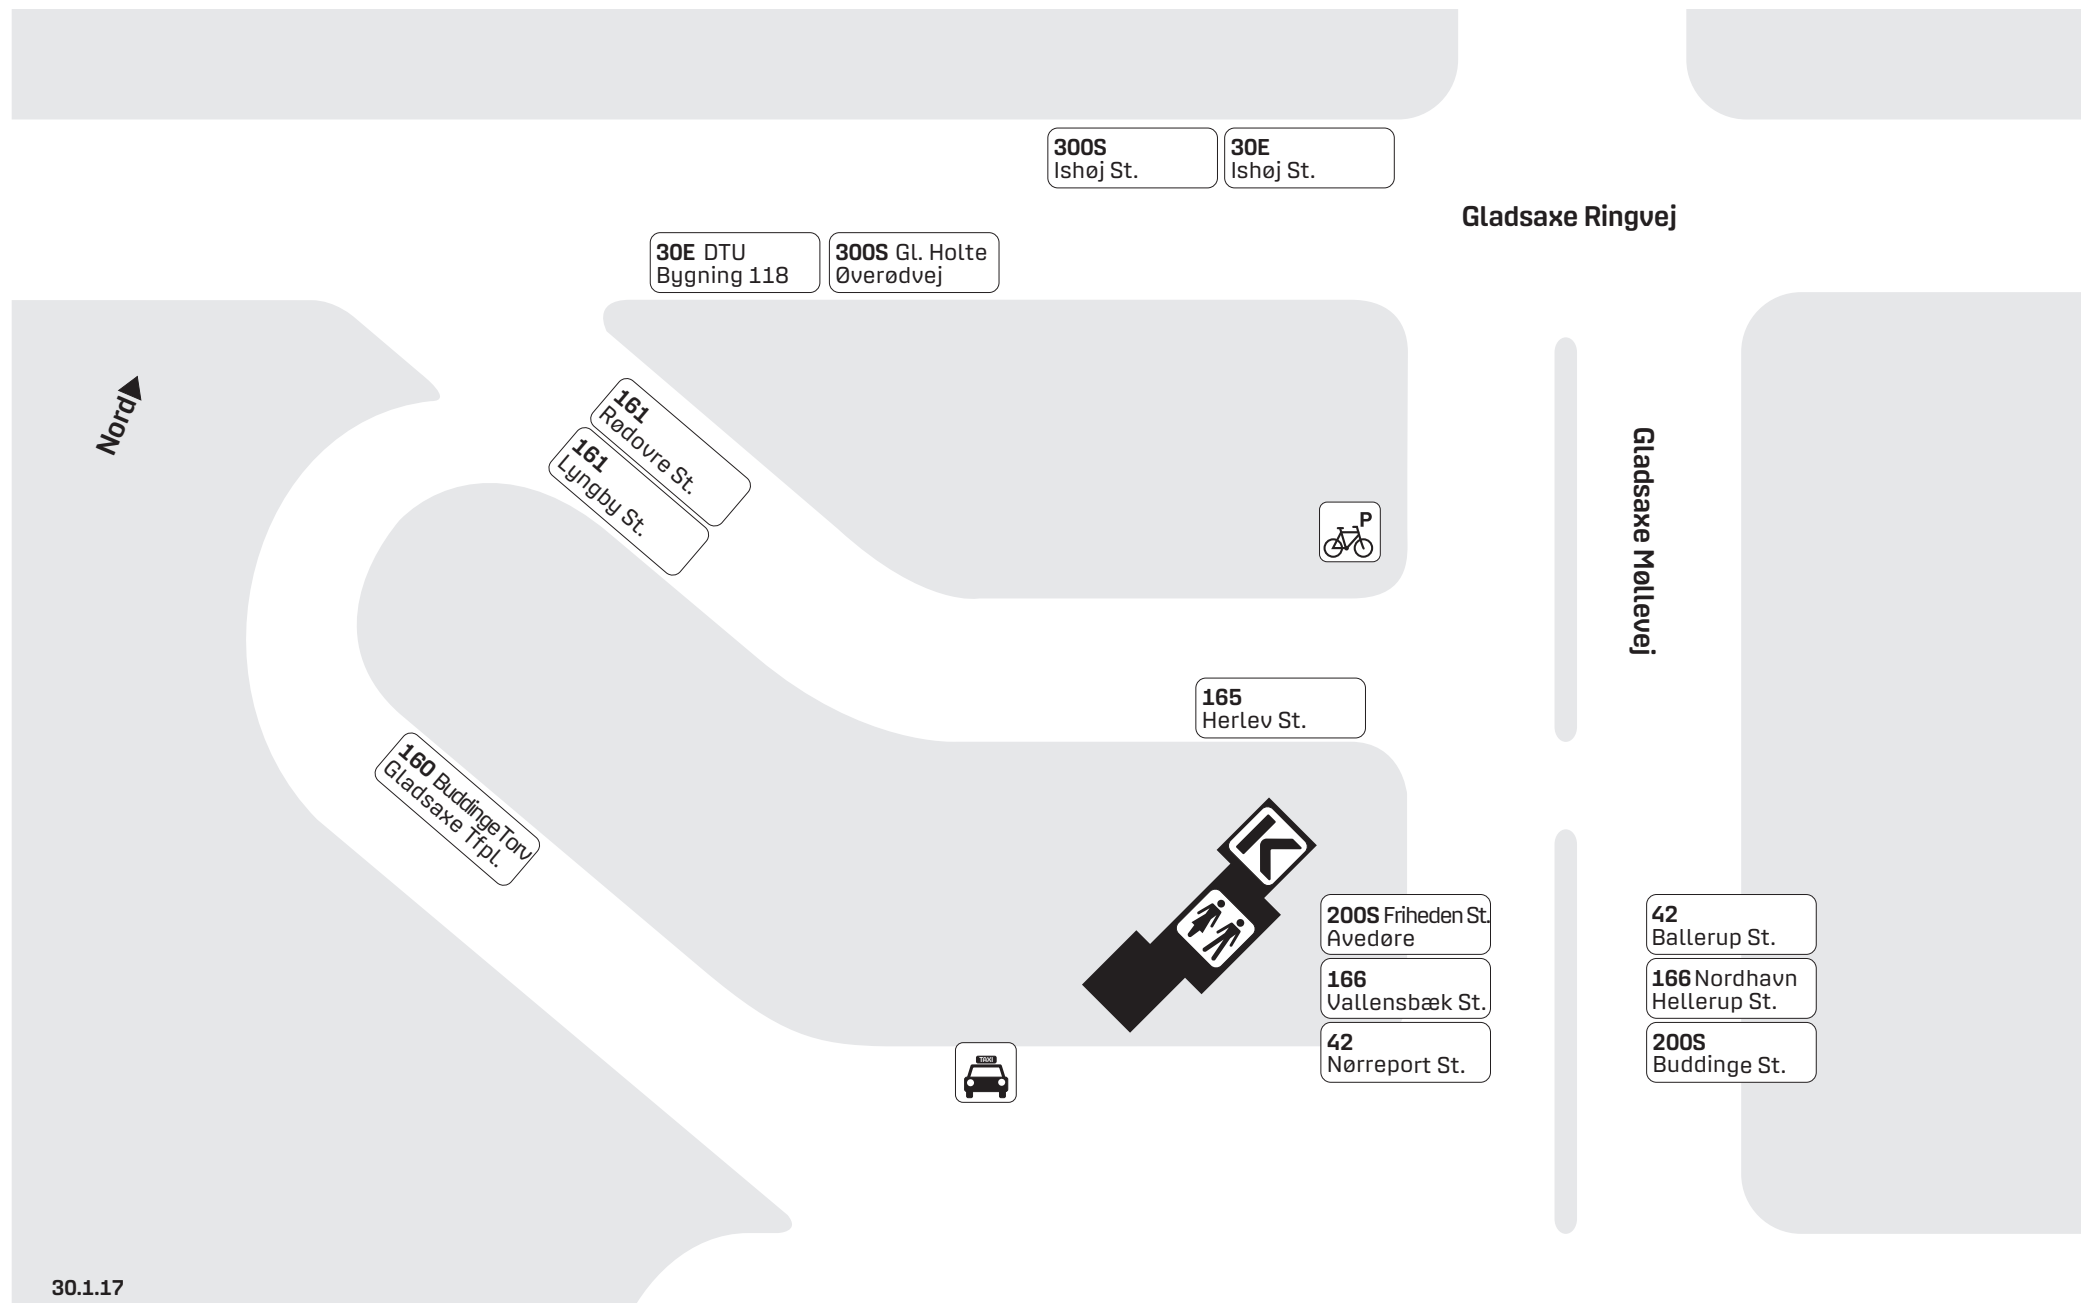 300S
Ishøj St.
30E
Ishøj St.
Gladsaxe Ringvej
30E DTU
Bygning 118
300S Gl. Holte
Øverødvej
Nord
161
Rødovre St.
161
Lyngby St.
P
Gladsaxe Møllevej
165
Herlev St.
160 Buddinge Torv
Gladsaxe Tfpl.
K
200S Friheden St.
Avedøre
166
Vallensbæk St.
42
Nørreport St.
42
Ballerup St.
166 Nordhavn
Hellerup St.
200S
Buddinge St.
TAXI
30.1.17